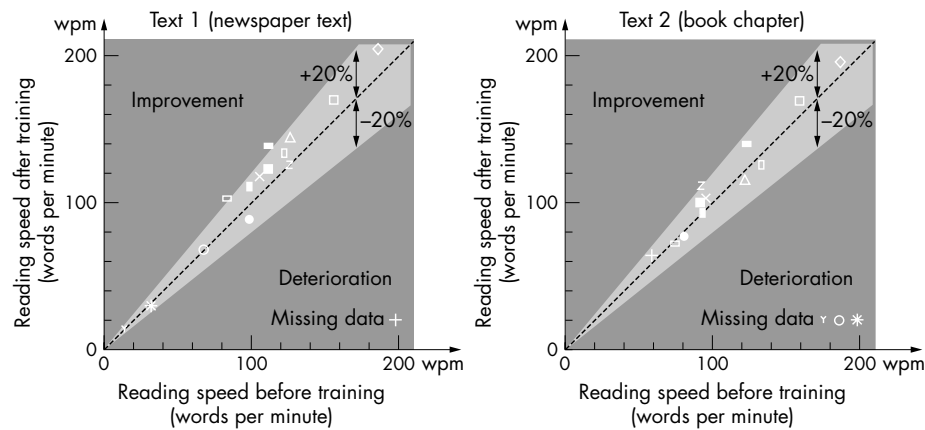 wpm Text 1 (newspaper text)
200
+20%
Improvement
−20%
100
Deterioration
Missing data
0
0 100 200 wpm
Reading speed after training
(words per minute)
Reading speed before training
(words per minute)
wpm Text 2 (book chapter)
200
+20%
Improvement
−20%
100
Deterioration
Missing data
0
0 100 200 wpm
Reading speed after training
(words per minute)
Reading speed before training
(words per minute)